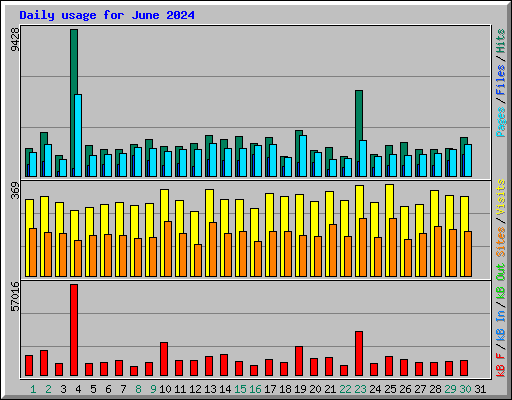 Daily usage for June 2024
9428
369
57016
Pages / Files / Hits
Sites / Visits
kB F / kB In / kB Out
1 2 3 4 5 6 7 8 9 10 11 12 13 14 15 16 17 18 19 20 21 22 23 24 25 26 27 28 29 30 31